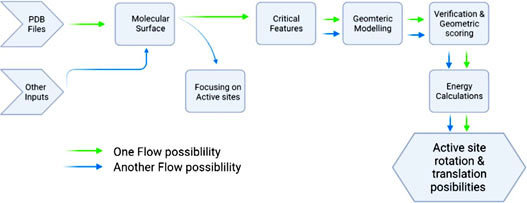 PDB
Files
Molecular
Surface
Critical
Features
Geomteric
Modelling
Verification &
Geometric
scoring
Other
Inputs
Focusing on
Active sites
Energy
Calculations
One Flow possiblility
Another Flow possiblility
Active site
rotation &
translation
posibilities